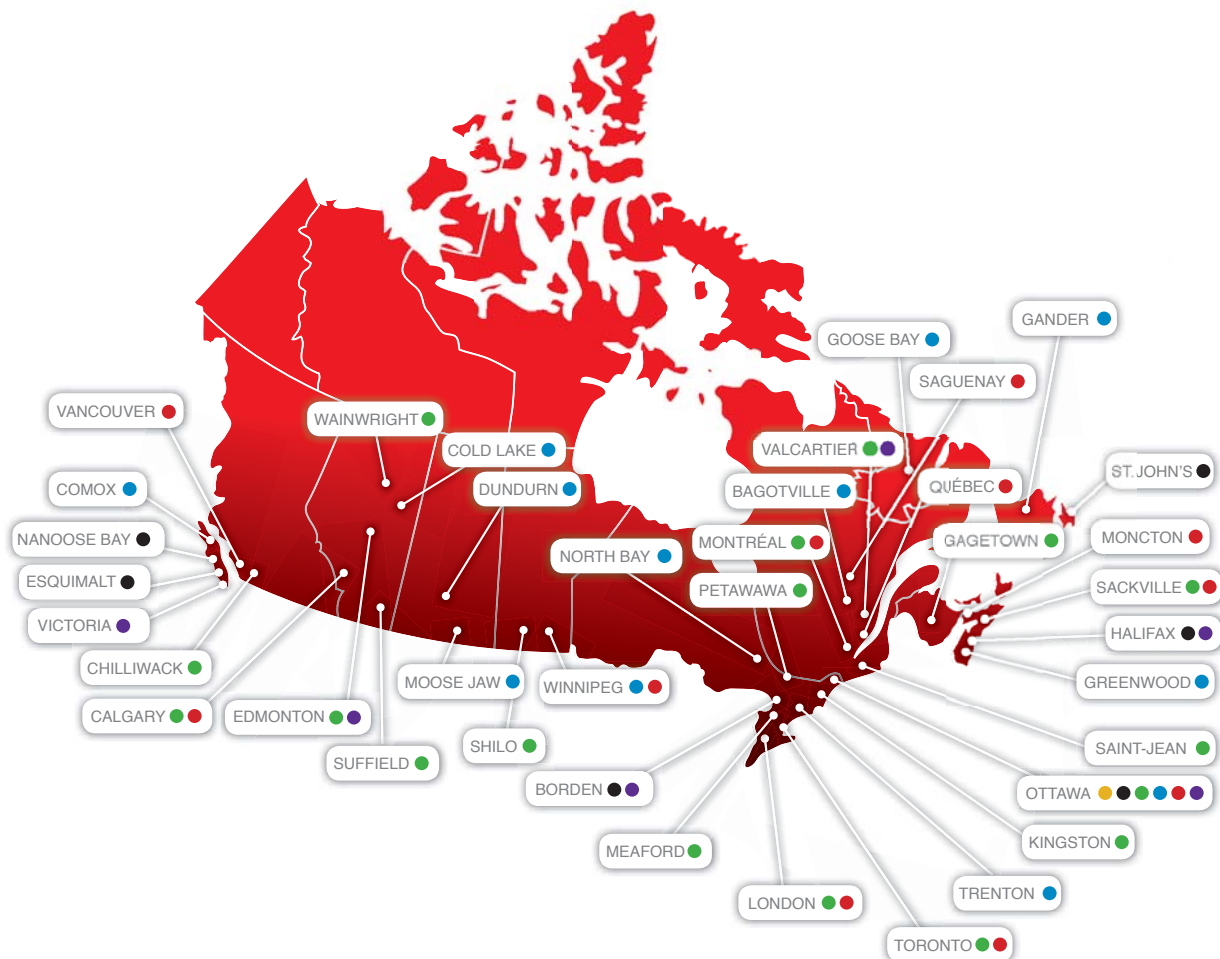 GANDER
GOOSE BAY
SAGUENAY
VANCOUVER
WAINWRIGHT
COLD LAKE
VALCARTIER
ST.JOHN'S
COMOX
DUNDURN
BAGOTVILLE
QUÉBEC
NANOOSE BAY
NORTH BAY
MONTRÉAL
GAGETOWN
MONCTON
ESQUIMALT
PETAWAWA
SACKVILLE
VICTORIA
HALIFAX
CHILLIWACK
MOOSE JAW
WINNIPEG
GREENWOOD
CALGARY
EDMONTON
SHILO
SAINT-JEAN
SUFFIELD
BORDEN
OTTAWA
MEAFORD
KINGSTON
LONDON
TRENTON
TORONTO